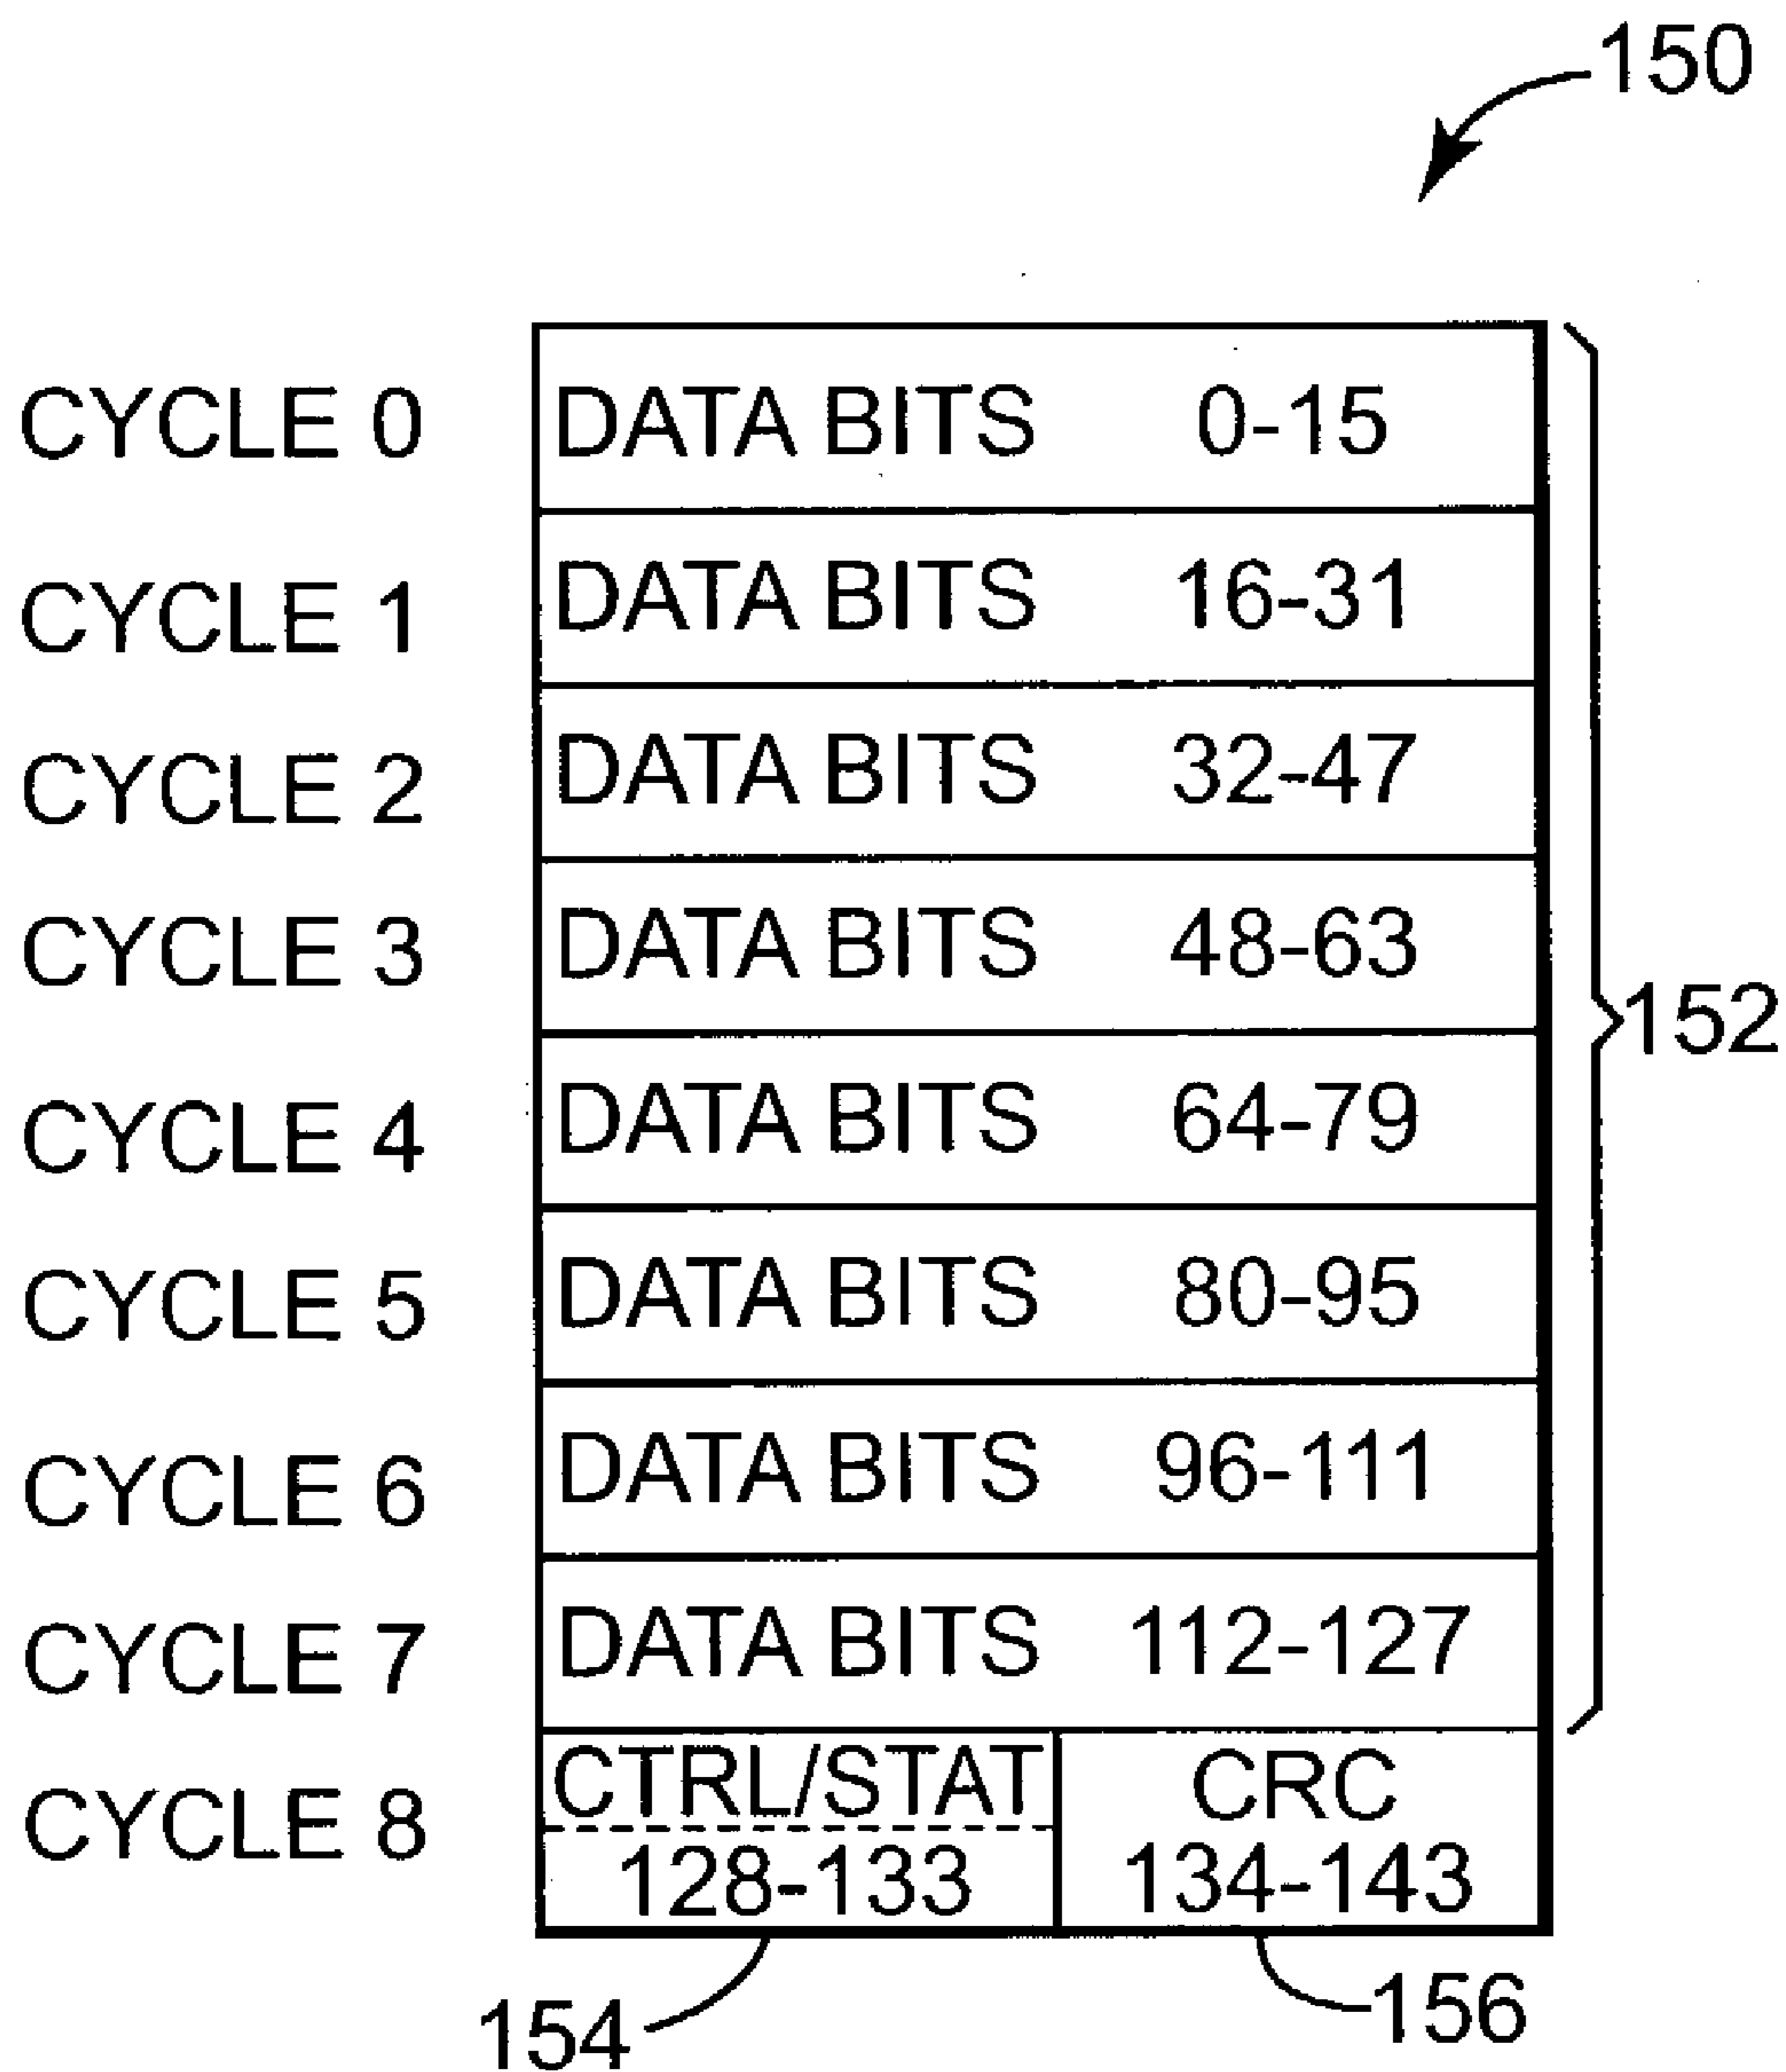 150
CYCLE 0 DATA BITS 0-15
CYCLE 1 DATA BITS 16-31
CYCLE 2 DATA BITS 32-47
CYCLE 3 DATA BITS 48-63
152
CYCLE 4 DATA BITS 64-79
CYCLE 5 DATA BITS 80-95
CYCLE 6 DATA BITS 96-111
CYCLE 7 DATA BITS 112-127
CYCLE 8 CTRL/STAT CRC
128-133 134-143
154 156